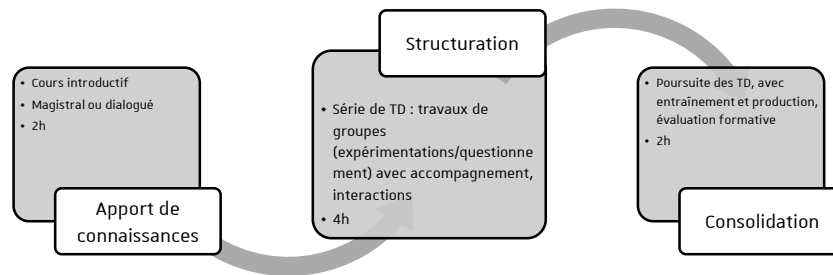 • Cours introductif
• Magistral ou dialogué
• 2h
Apport de
connaissances
Structuration
• Série de TD : travaux de
groupes
(expérimentations/questionne
ment) avec accompagnement,
interactions
• 4h
• Poursuite des TD, avec
entraînement et production,
évaluation formative
• 2h
Consolidation